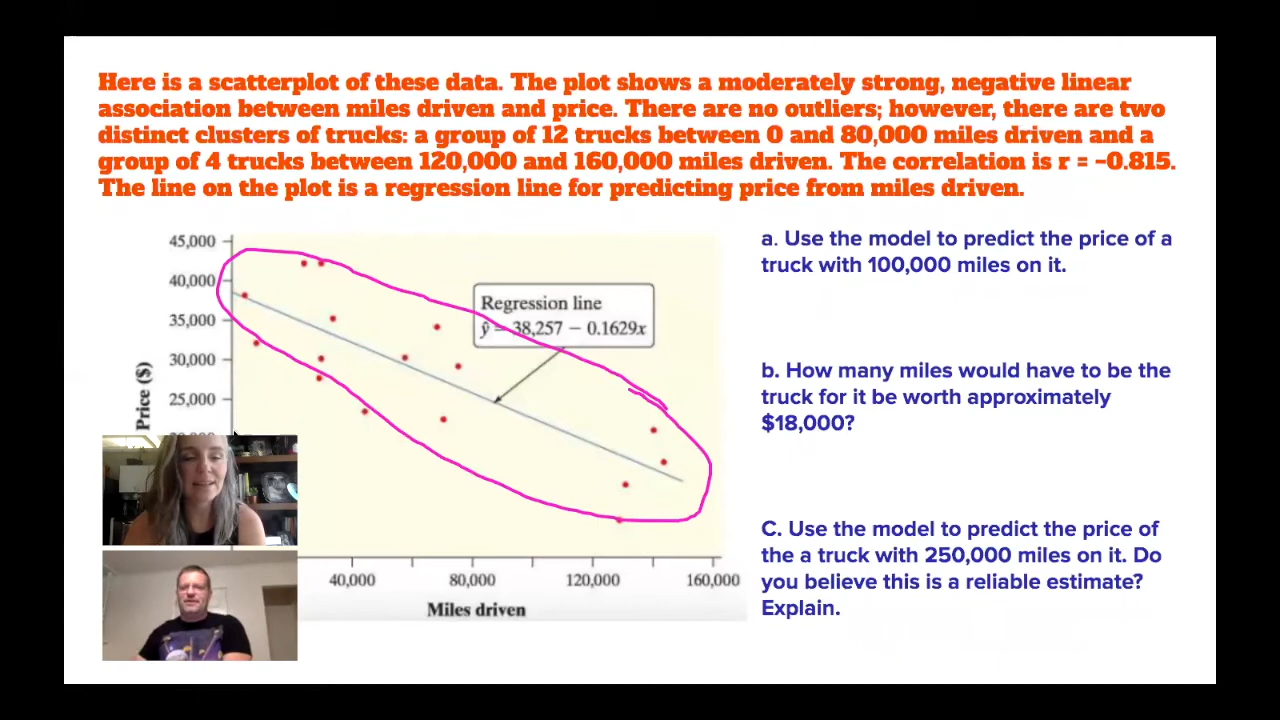 Here is a scatterplot of these data. The plot shows a moderately strong, negative linear
association between miles driven and price. There are no outliers; however, there are two
distinct clusters of trucks: a group of 12 trucks between 0 and 80,000 miles driven and a
group of 4 trucks between 120,000 and 160,000 miles driven. The correlation is r = -0.815.
The line on the plot is a regression line for predicting price from miles driven.
45,000
40,000
35,000
30,000
25,000
Price ($)
Regression line
ŷ = 38,257 − 0.1629x
40,000
80,000
120,000
160,000
Miles driven
a. Use the model to predict the price of a
truck with 100,000 miles on it.
b. How many miles would have to be the
truck for it be worth approximately
$18,000?
C. Use the model to predict the price of
the a truck with 250,000 miles on it. Do
you believe this is a reliable estimate?
Explain.